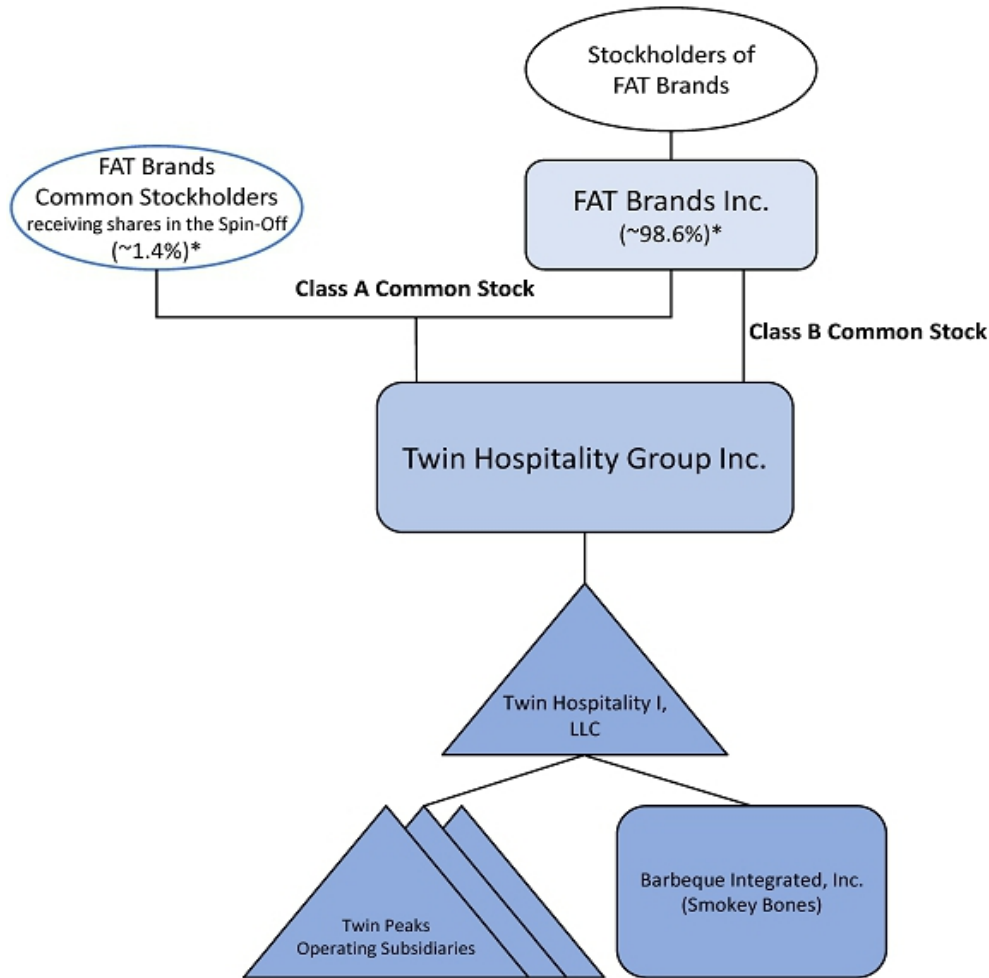 Stockholders of
FAT Brands
FAT Brands
Common Stockholders
receiving shares in the Spin-Off
(~1.4%)*
FAT Brands Inc.
(~98.6%)*
Class A Common Stock
Class B Common Stock
Twin Hospitality Group Inc.
Twin Hospitality I,
LLC
Twin Peaks
Operating Subsidiaries
Barbeque Integrated, Inc.
(Smokey Bones)